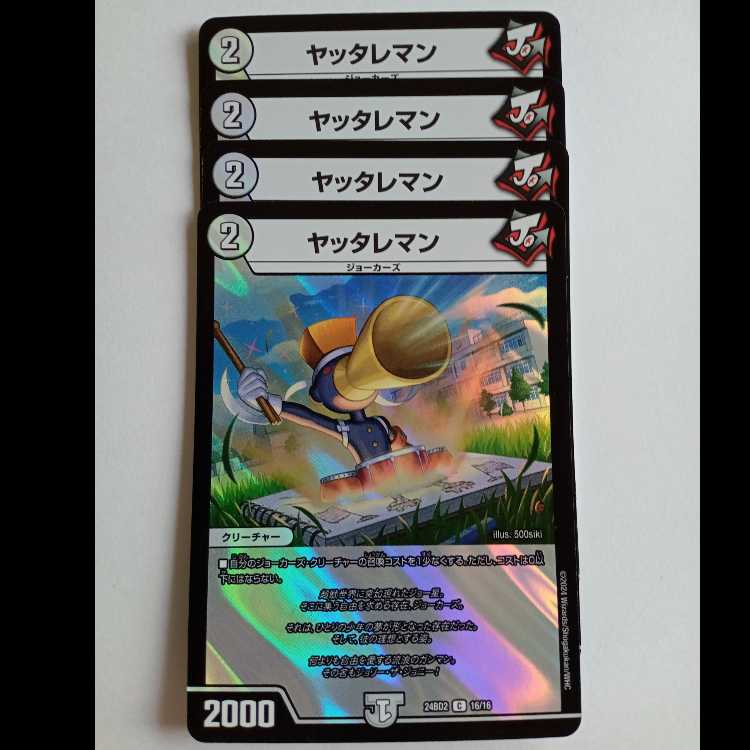 2
ヤッタレマン
J
ジョーカーズ
2
ヤッタレマン
J
2
ヤッタレマン
J
2
ヤッタレマン
J
ジョーカーズ
クリーチャー
illus. 500siki
■自分のジョーカーズ・クリーチャーの召喚コストを1少なくする。ただし、コストは0以
下にはならない。
超獣世界に突如現れたジョー星。
そこに集う自由を求める存在、ジョーカーズ。
それは、ひとりの少年の夢が形となった存在だった。
そして、彼の理想とする姿。
何よりも自由を愛する流浪のガンマン。
その名もジョリー・ザ・ジョニー!
©2024 Wizards/Shogakukan/WHC
2000
24BD2 C 16/16